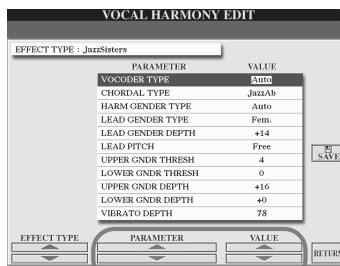 VOCAL HARMONY EDIT
EFFECT TYPE : JazzSisters
PARAMETER VALUE
VOCODER TYPE Auto
CHORDAL TYPE JazzAb
HARM GENDER TYPE Auto
LEAD GENDER TYPE Fem.
LEAD GENDER DEPTH +14
LEAD PITCH Free
UPPER GNDR THRESH 4
LOWER GNDR THRESH 0
UPPER GNDR DEPTH +16
LOWER GNDR DEPTH +0
VIBRATO DEPTH 78
SAVE
EFFECT TYPE PARAMETER VALUE
RETURN